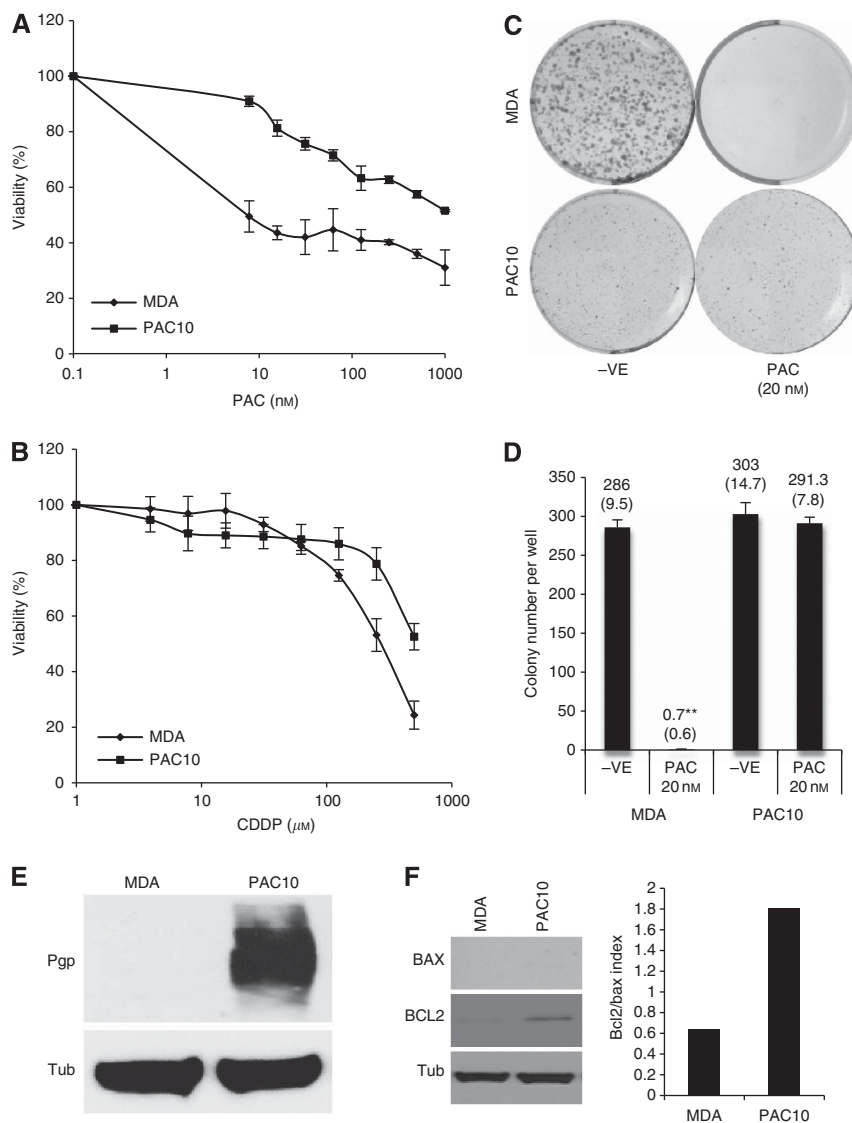 A
120
100
80
60
40
20
0
Viability (%)
MDA
PAC10
0.1
1
10
100
1000
PAC (nM)
B
120
100
80
60
40
20
0
Viability (%)
MDA
PAC10
1
10
100
1000
CDDP (µM)
C
MDA
PAC10
–VE
PAC
(20 nM)
D
350
300
250
200
150
100
50
0
Colony number per well
286
(9.5)
0.7**
(0.6)
303
(14.7)
291.3
(7.8)
–VE
PAC
20 nM
–VE
PAC
20 nM
MDA
PAC10
E
MDA
PAC10
Pgp
Tub
F
MDA
PAC10
BAX
BCL2
Tub
2
1.8
1.6
1.4
1.2
1
0.8
0.6
0.4
0.2
0
Bcl2/bax index
MDA
PAC10